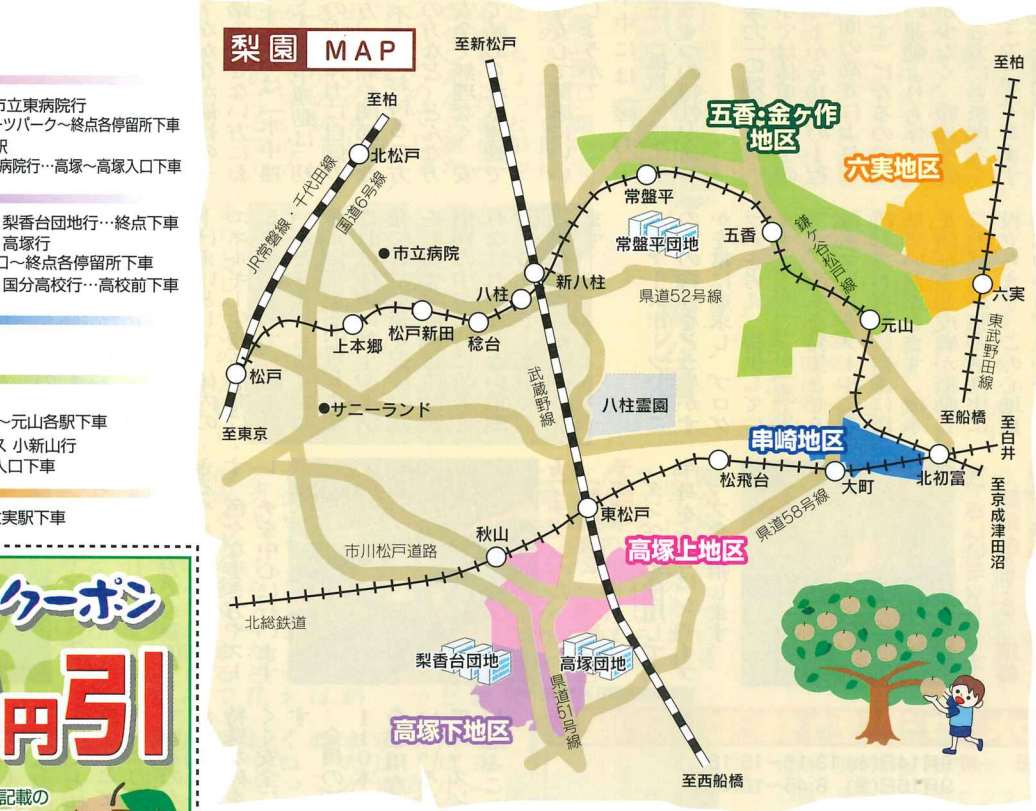 市立東病院行
ーツパーク～終点各停留所下車
駅
病院行…高塚～高塚入口下車
梨香台団地行…終点下車
高塚行
口～終点各停留所下車
国分高校行…高校前下車
～元山各駅下車
ス 小新山行
入口下車
実駅下車
クーポン
円引
記載の
梨園 MAP
至新松戸
至柏
至柏
北松戸
JR常磐線・千代田線
国道6号線
市立病院
五香・金ヶ作
地区
六実地区
常盤平
常盤平団地
五香
鎌ヶ谷松戸線
新八柱
八柱
県道52号線
六実
元山
東武野田線
上本郷
松戸新田
稔台
松戸
武蔵野線
八柱霊園
サニーランド
至東京
至船橋
至白井
串崎地区
松飛台
大町
北初富
至京成津田沼
県道58号線
東松戸
秋山
市川松戸道路
高塚上地区
北総鉄道
梨香台団地
高塚団地
県道51号線
高塚下地区
至西船橋